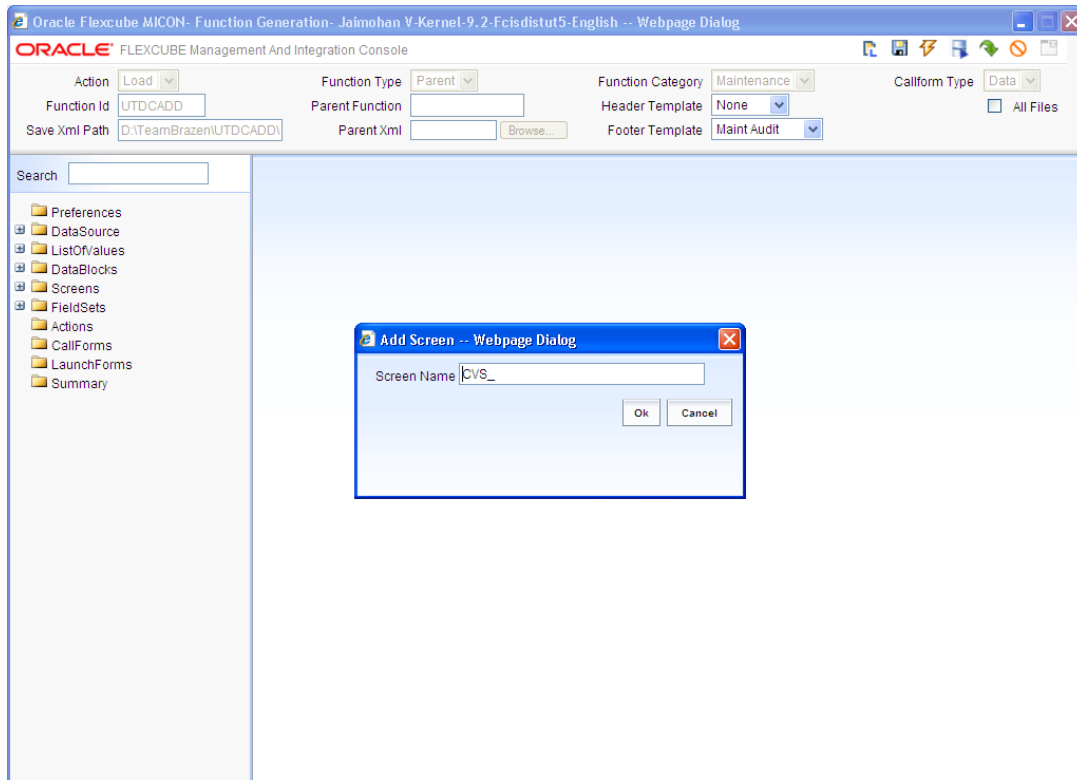 Oracle Flexcube MICON- Function Generation- Jaimohan V-Kernel-9.2-Fcisdistut5-English -- Webpage Dialog
ORACLE FLEXCUBE Management And Integration Console
Action Load Function Type Parent Function Category Maintenance Callform Type Data
Function Id UTDCADD Parent Function Header Template None All Files
Save Xml Path D:\TeamBrazen\UTDCADD\ Parent Xml Browse... Footer Template Maint Audit
Search
Preferences
DataSource
ListOfValues
DataBlocks
Screens
FieldSets
Actions
CallForms
LaunchForms
Summary
Add Screen -- Webpage Dialog
Screen Name CVS_
Ok Cancel